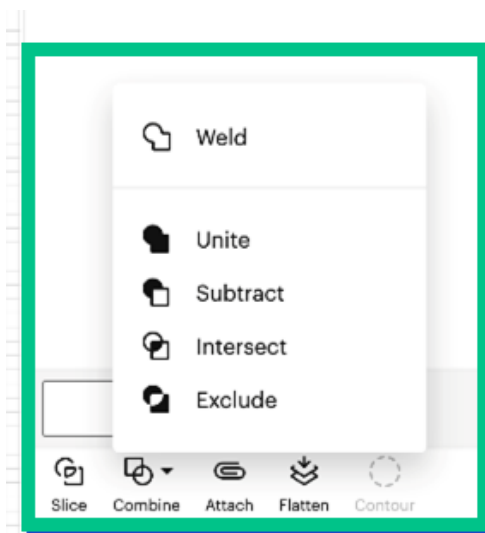 Weld
Unite
Subtract
Intersect
Exclude
Slice Combine Attach Flatten Contour